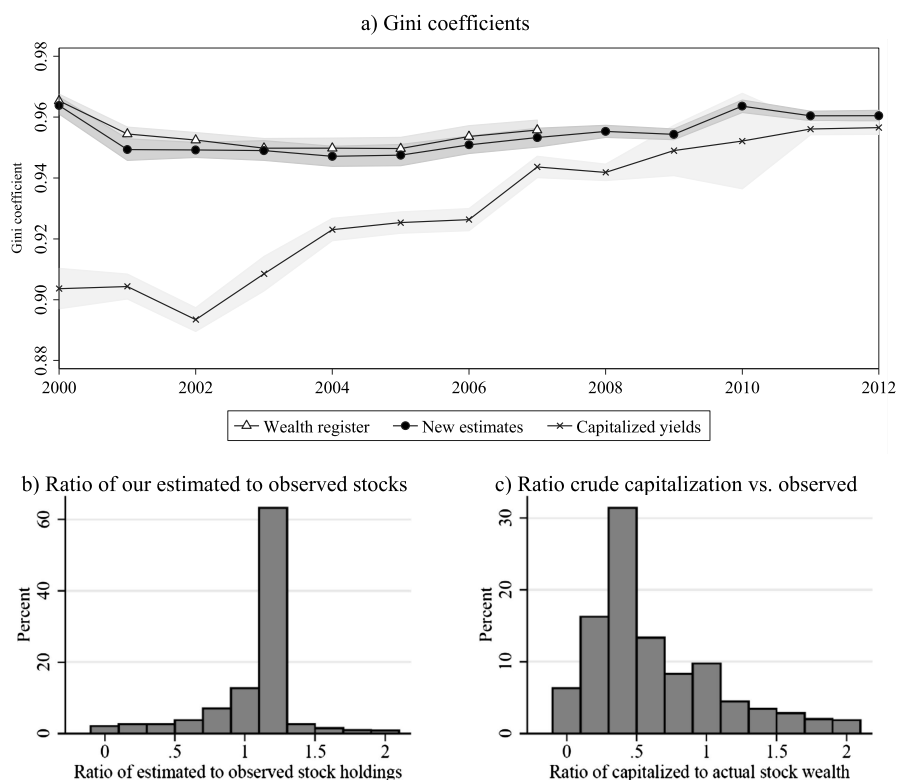 a) Gini coefficients
Gini coefficient
0.98
0.96
0.94
0.92
0.90
0.88
2000 2002 2004 2006 2008 2010 2012
Wealth register New estimates Capitalized yields
b) Ratio of our estimated to observed stocks
Percent
60
40
20
0
0 .5 1 1.5 2
Ratio of estimated to observed stock holdings
c) Ratio crude capitalization vs. observed
Percent
30
20
10
0
0 .5 1 1.5 2
Ratio of capitalized to actual stock wealth